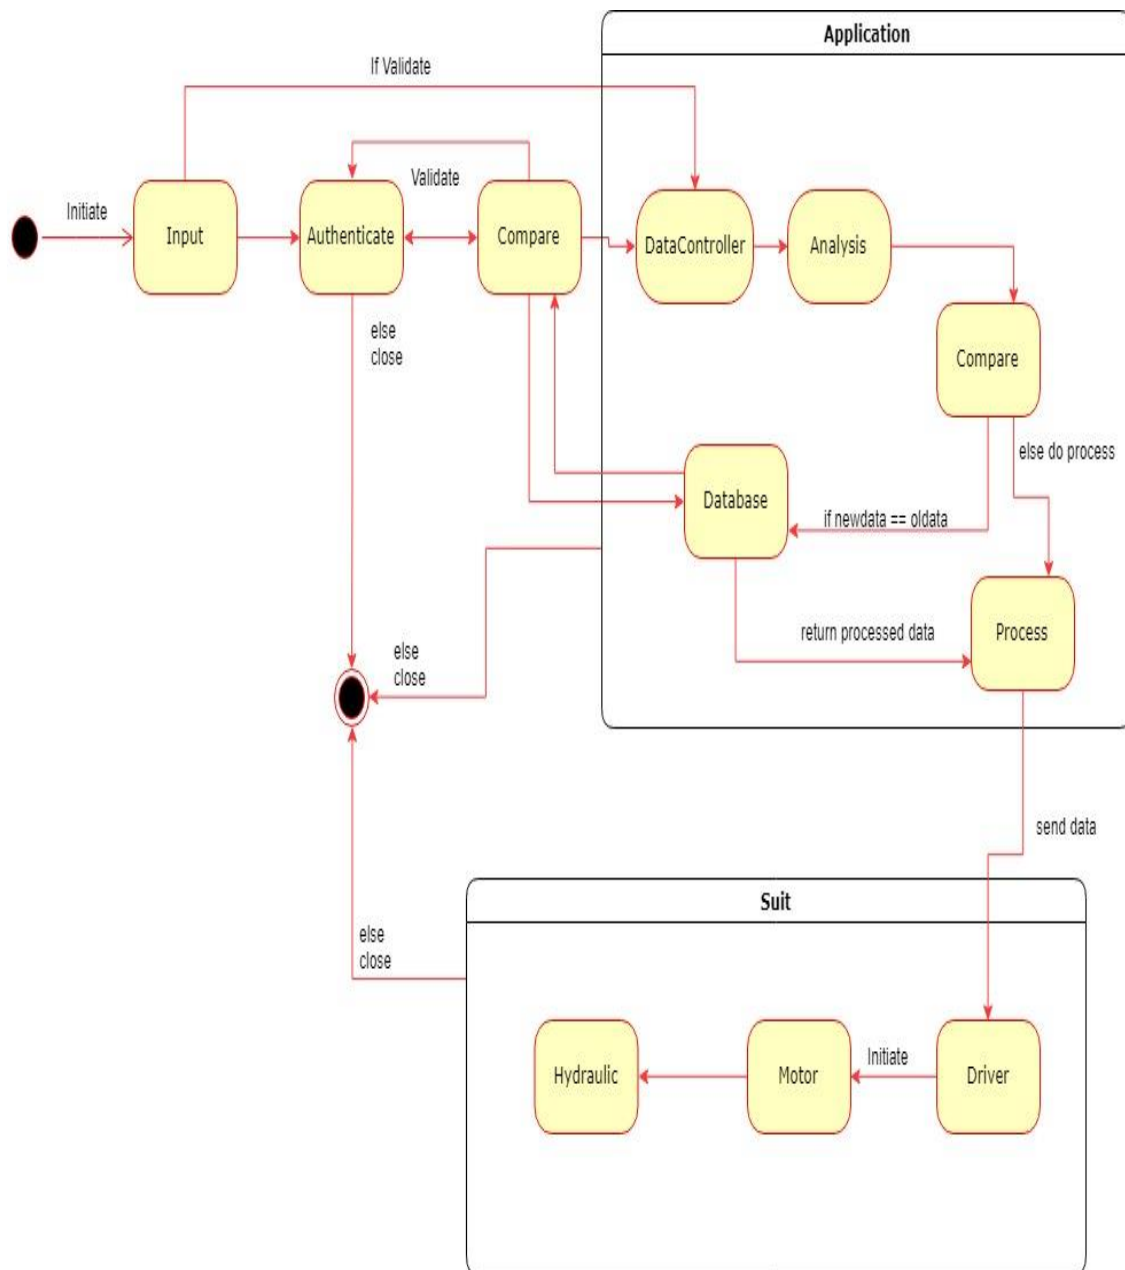 Application
If Validate
Initiate
Input
Authenticate
Validate
Compare
DataController
Analysis
Compare
else
close
else do process
Database
if newdata == oldata
return processed data
Process
else
close
send data
Suit
else
close
Hydraulic
Motor
Initiate
Driver